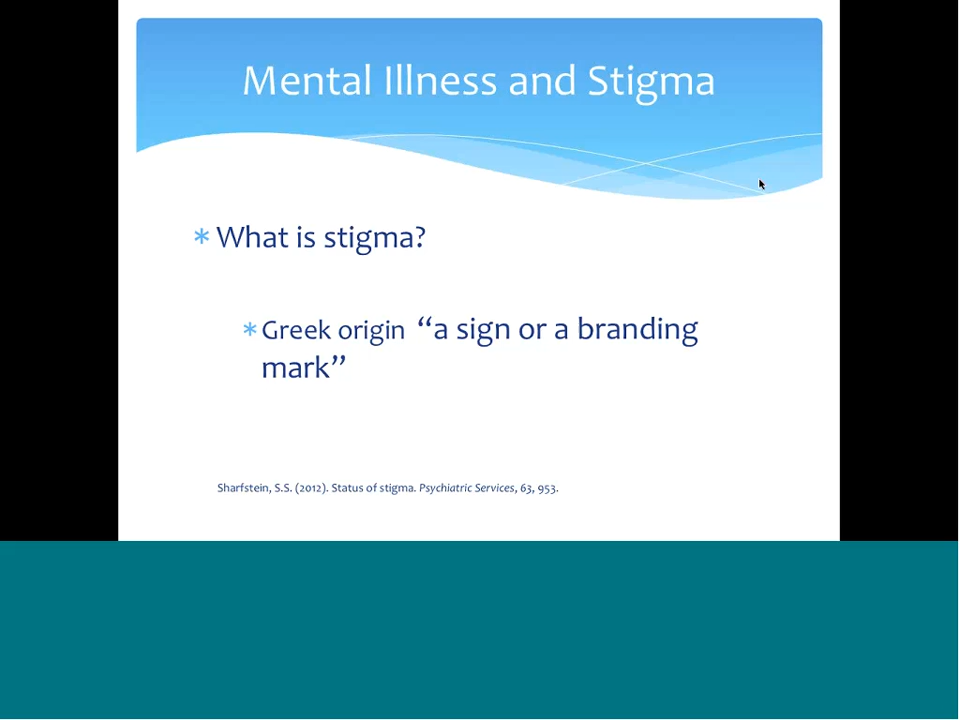 Mental Illness and Stigma
* What is stigma?
* Greek origin “a sign or a branding
mark”
Sharfstein, S.S. (2012). Status of stigma. Psychiatric Services, 63, 953.